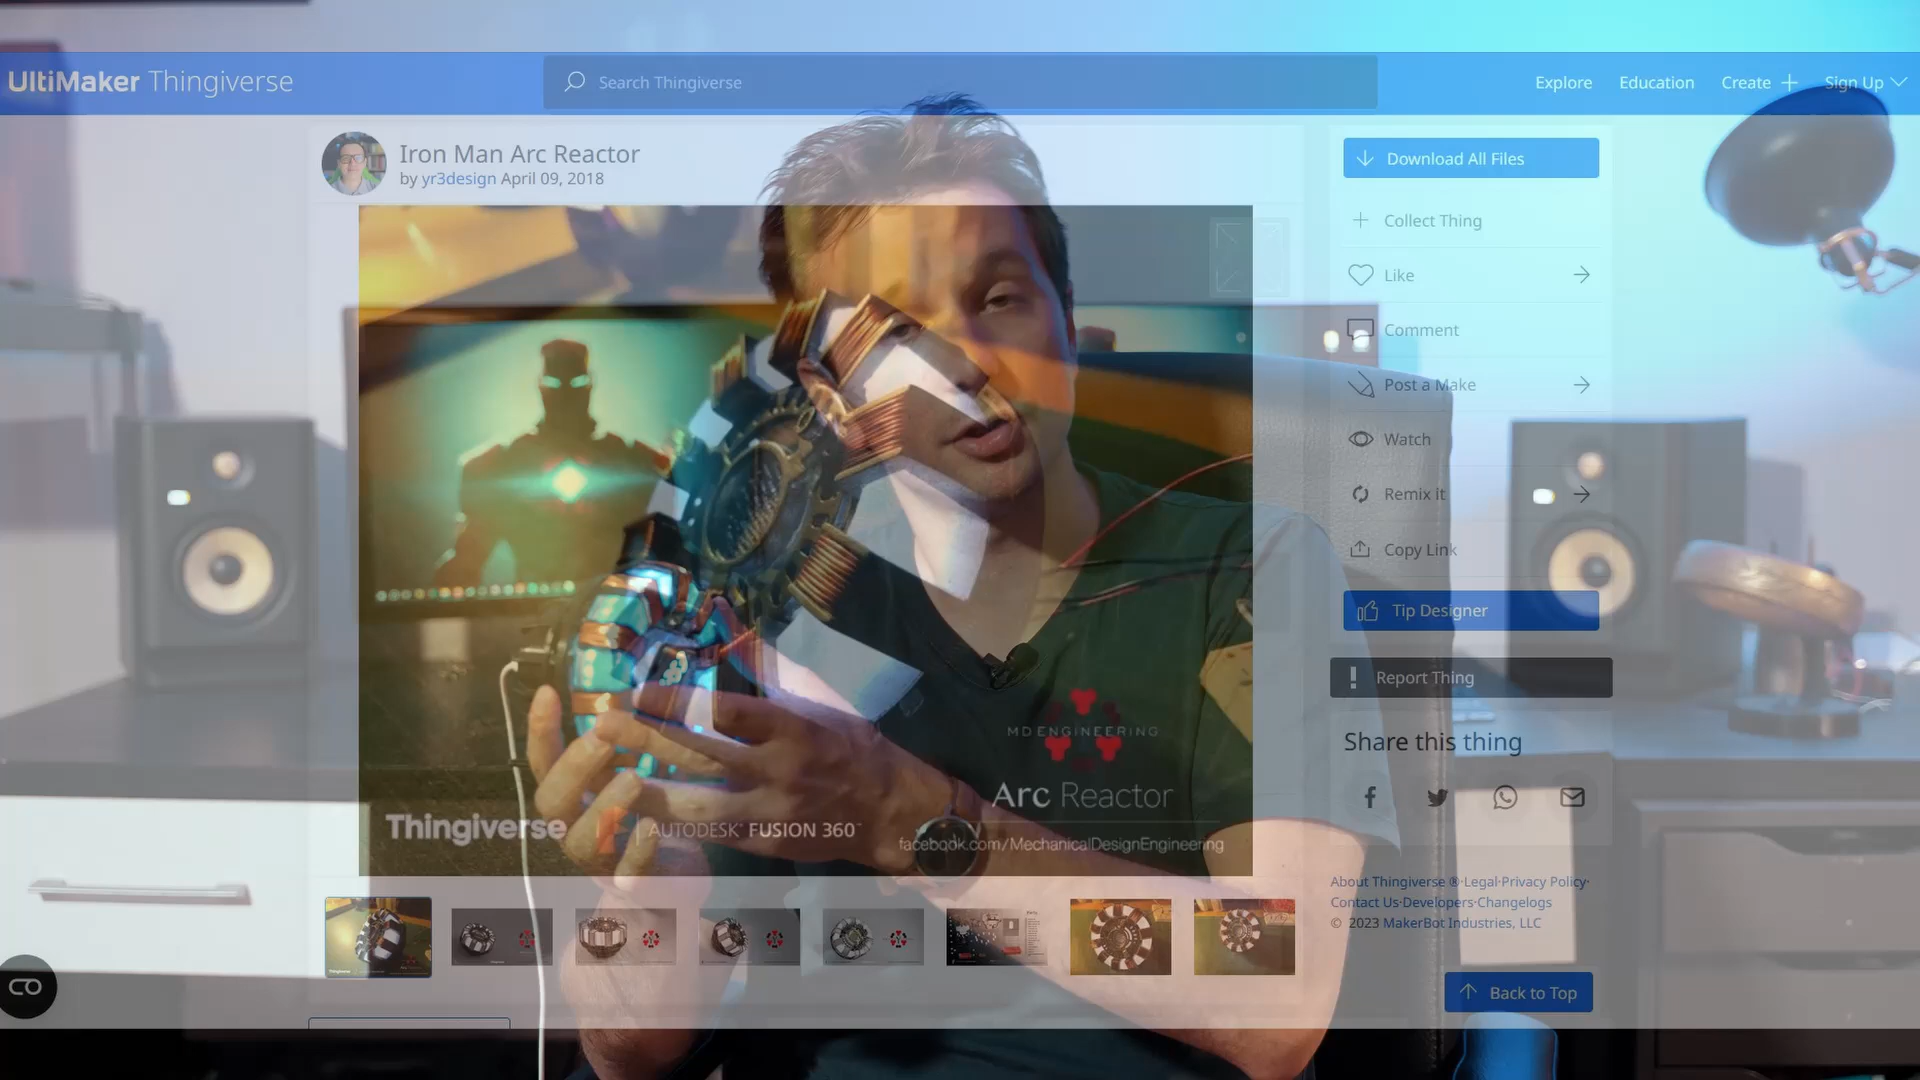 UltiMaker Thingiverse
Search Thingiverse
Explore Education Create Sign Up
Iron Man Arc Reactor
by yr3design April 09, 2018
Download All Files
Collect Thing
Like
Comment
Post a Make
Watch
Remix it
Copy Link
Tip Designer
Report Thing
Share this thing
MD ENGINEERING
Arc Reactor
Thingiverse
AUTODESK® FUSION 360™
facebook.com/MechanicalDesignEngineering
About Thingiverse ®·Legal·Privacy Policy·
Contact Us·Developers·Changelogs
© 2023 MakerBot Industries, LLC
Back to Top